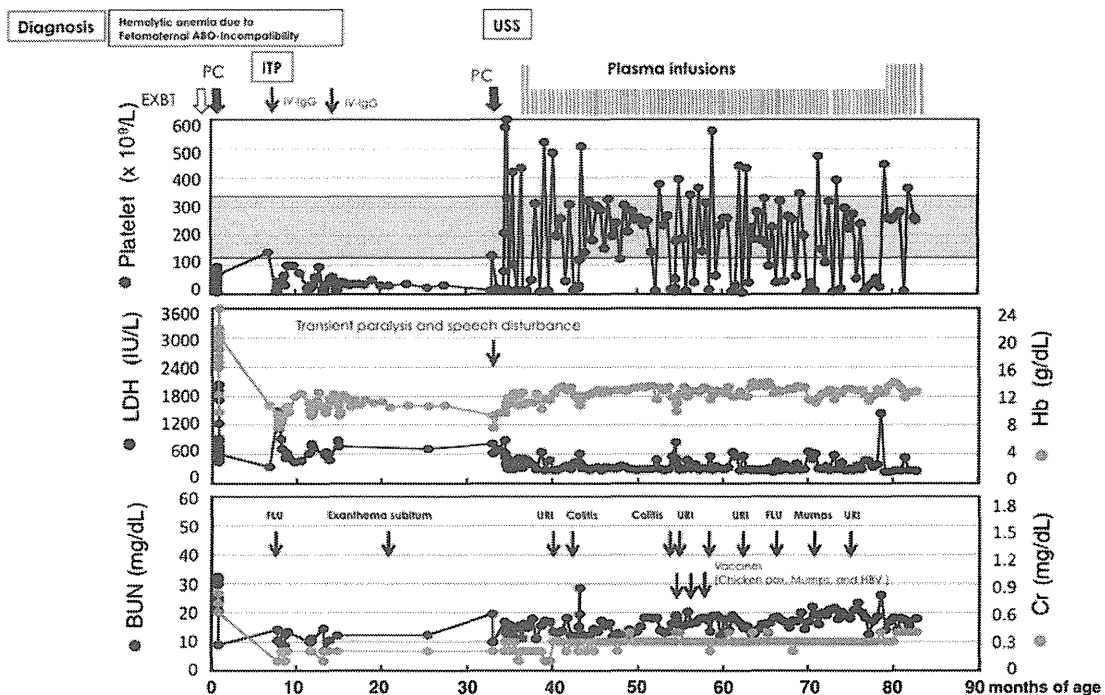 Diagnosis
Hemolytic anemia due to
Fetomaternal ABO-Incompatibility
USS
PC
ITP
PC
Plasma infusions
EXBT
IV-IgG
IV-IgG
Platelet (x 10⁹/L)
600
500
400
300
200
100
0
LDH (IU/L)
3600
3000
2400
1800
1200
600
0
Transient paralysis and speech disturbance
24
20
16
12
8
4
0
Hb (g/dL)
BUN (mg/dL)
60
50
40
30
20
10
0
FLU
Exanthema subitum
URI
Colitis
Colitis
URI
URI
FLU
Mumps
URI
Vaccines
(Chicken pox, Mumps, and HBV)
1.8
1.5
1.2
0.9
0.6
0.3
0
Cr (mg/dL)
0 10 20 30 40 50 60 70 80 90 months of age